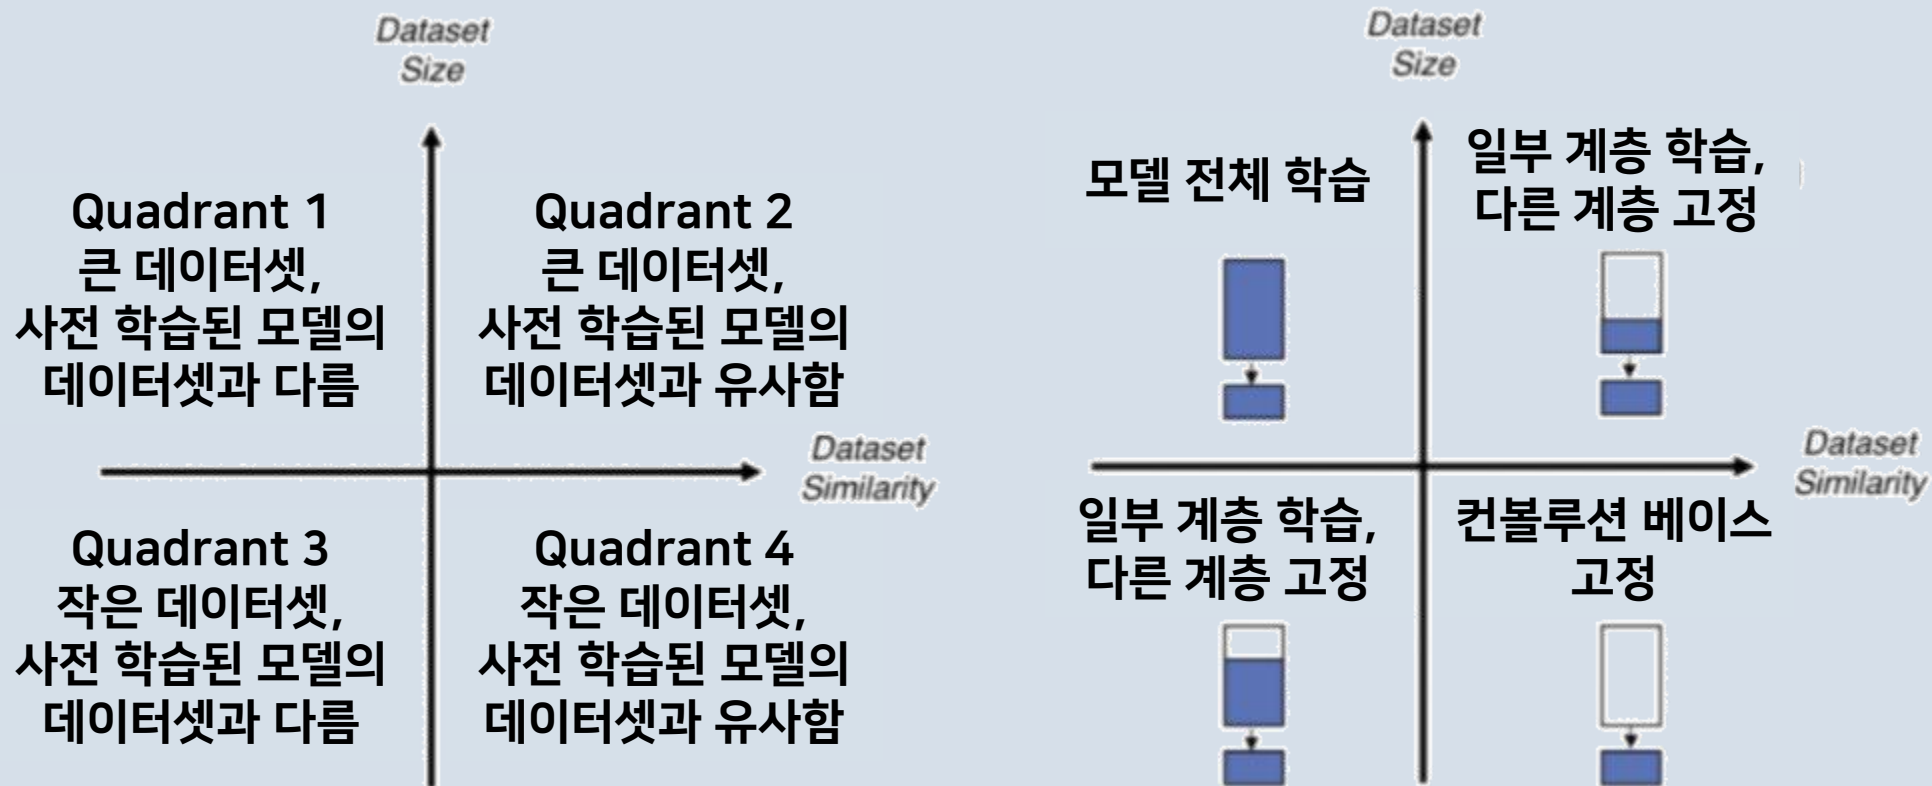 Dataset
Size
Quadrant 1
큰 데이터셋,
사전 학습된 모델의
데이터셋과 다름
Quadrant 2
큰 데이터셋,
사전 학습된 모델의
데이터셋과 유사함
Dataset
Similarity
Quadrant 3
작은 데이터셋,
사전 학습된 모델의
데이터셋과 다름
Quadrant 4
작은 데이터셋,
사전 학습된 모델의
데이터셋과 유사함
Dataset
Size
모델 전체 학습
일부 계층 학습,
다른 계층 고정
Dataset
Similarity
일부 계층 학습,
다른 계층 고정
컨볼루션 베이스
고정